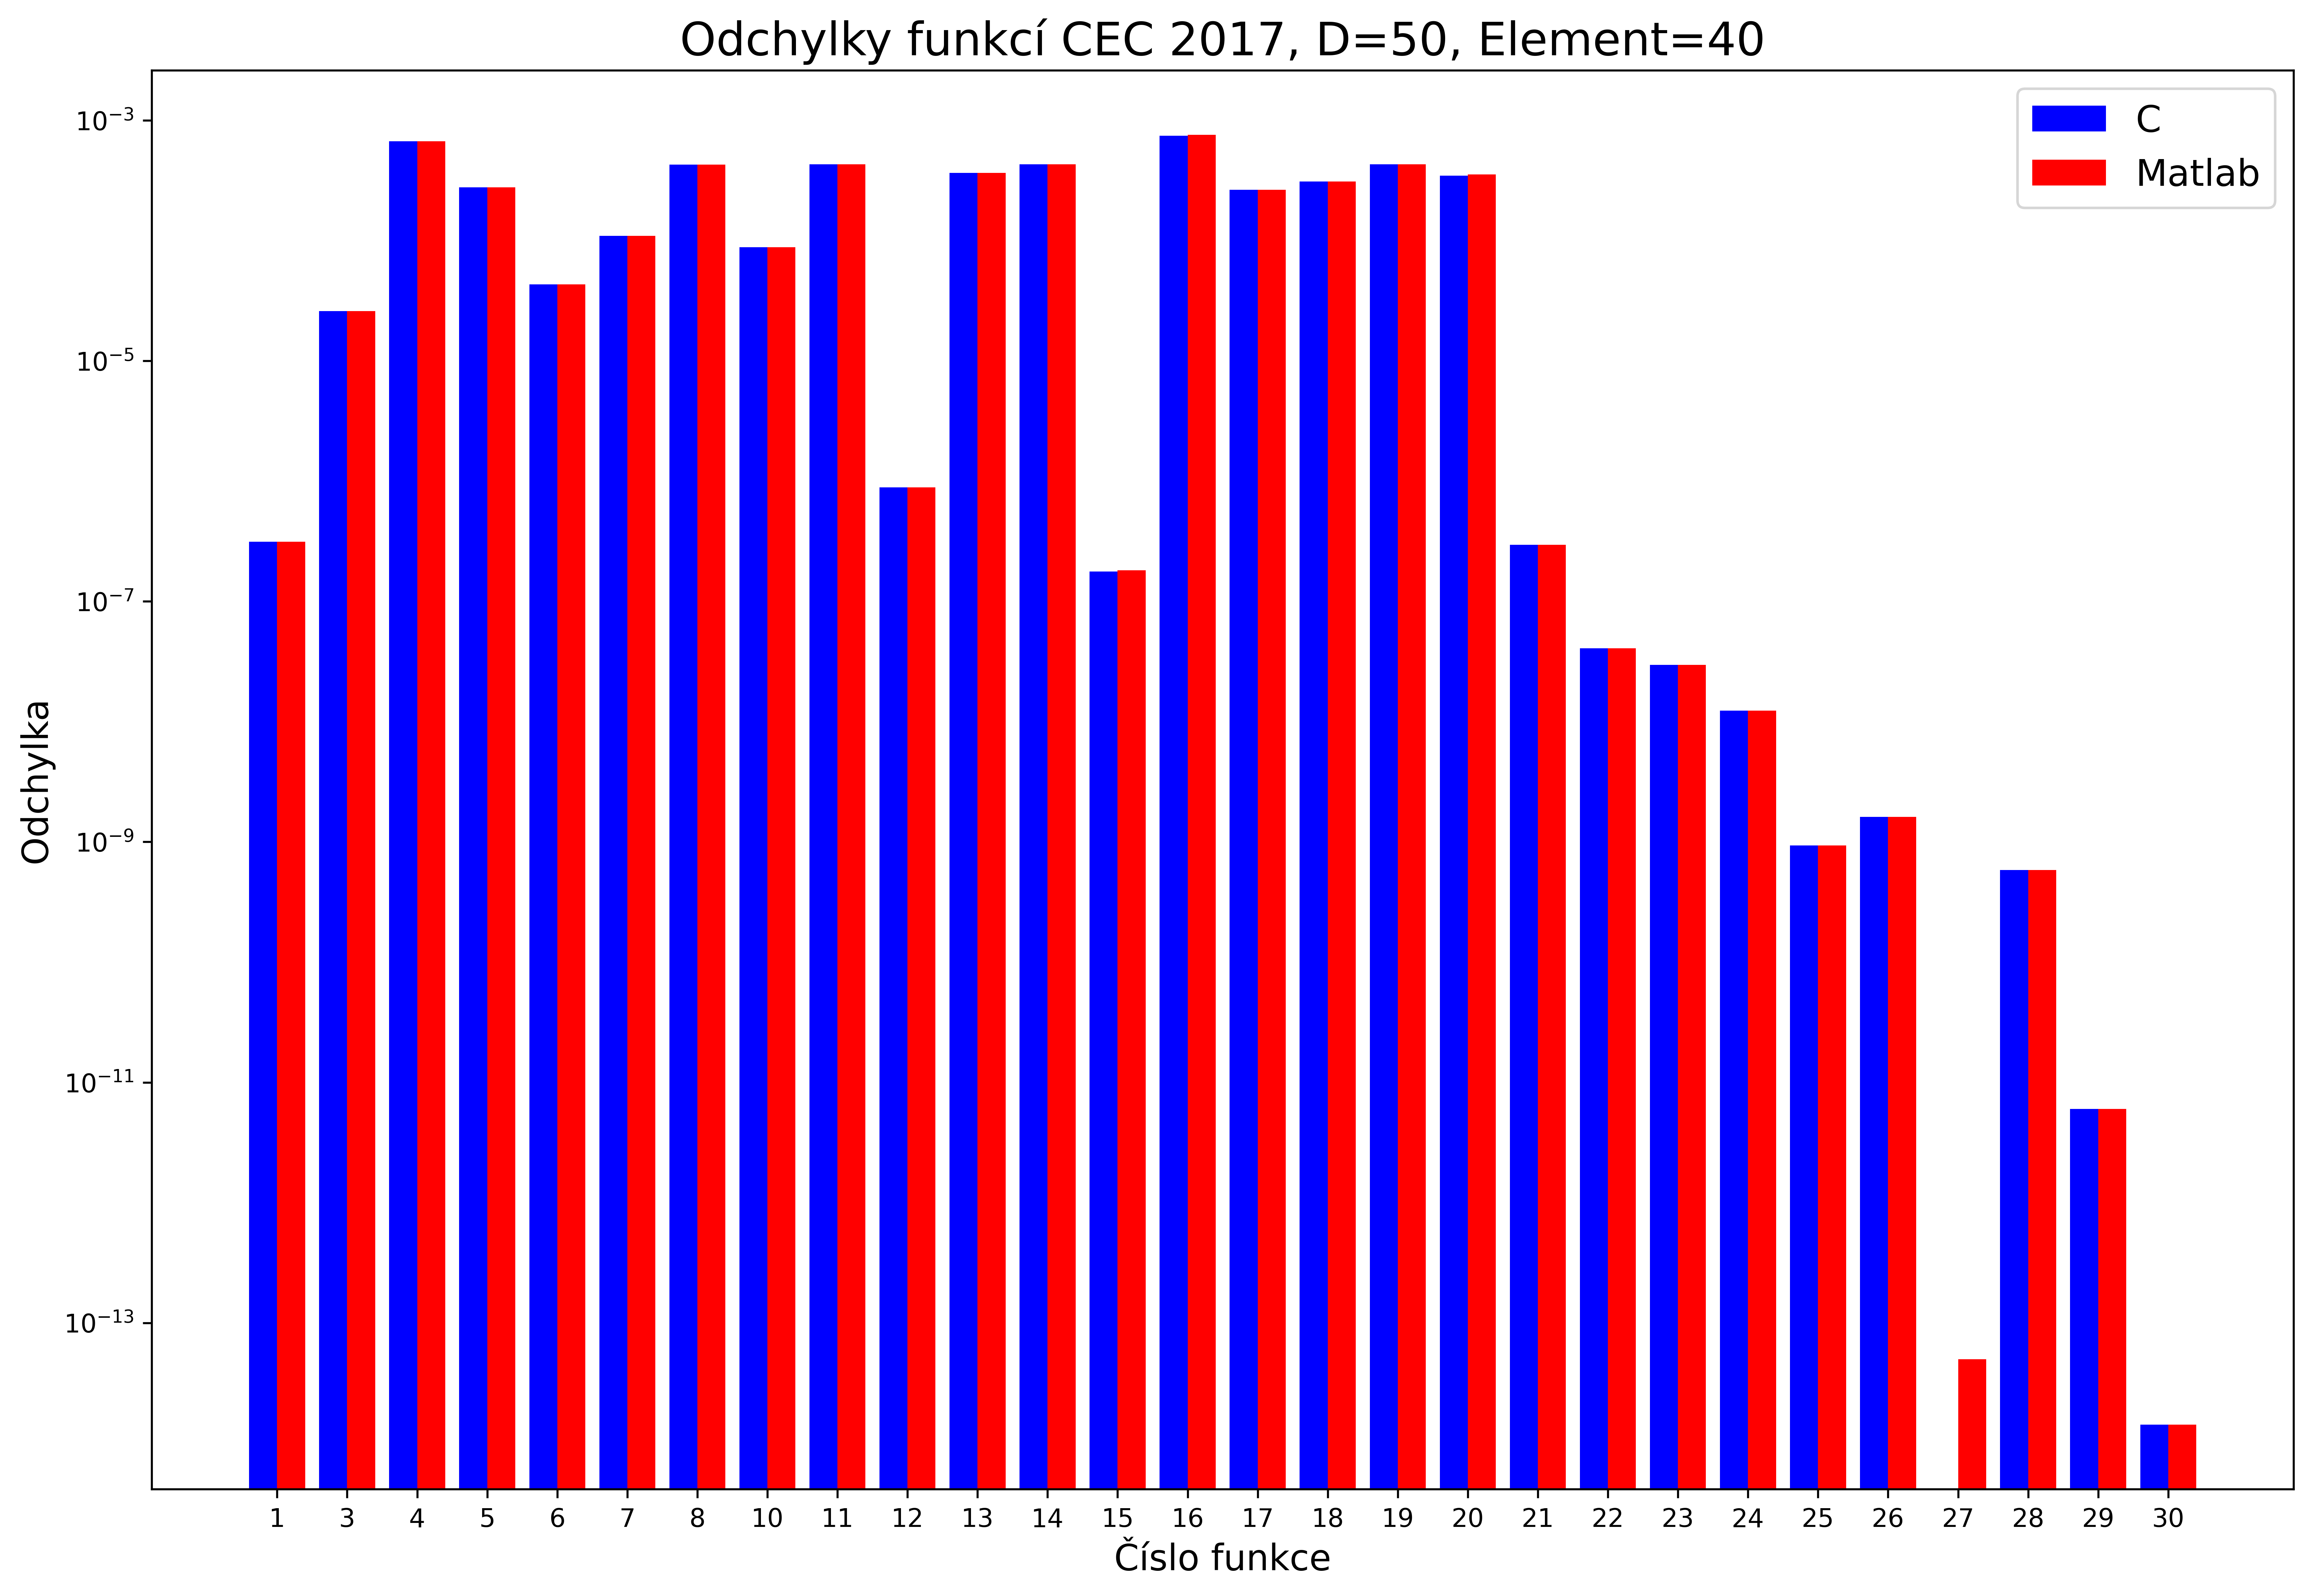 Odchylky funkcí CEC 2017, D=50, Element=40
C
Matlab
Odchylka
10⁻³
10⁻⁵
10⁻⁷
10⁻⁹
10⁻¹¹
10⁻¹³
1 3 4 5 6 7 8 10 11 12 13 14 15 16 17 18 19 20 21 22 23 24 25 26 27 28 29 30
Číslo funkce